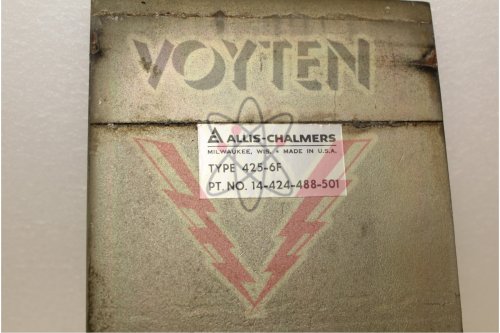 VOYTEN
ALLIS-CHALMERS
MILWAUKEE, WIS. • MADE IN U.S.A.
TYPE 425-6F
PT. NO. 14-424-488-501